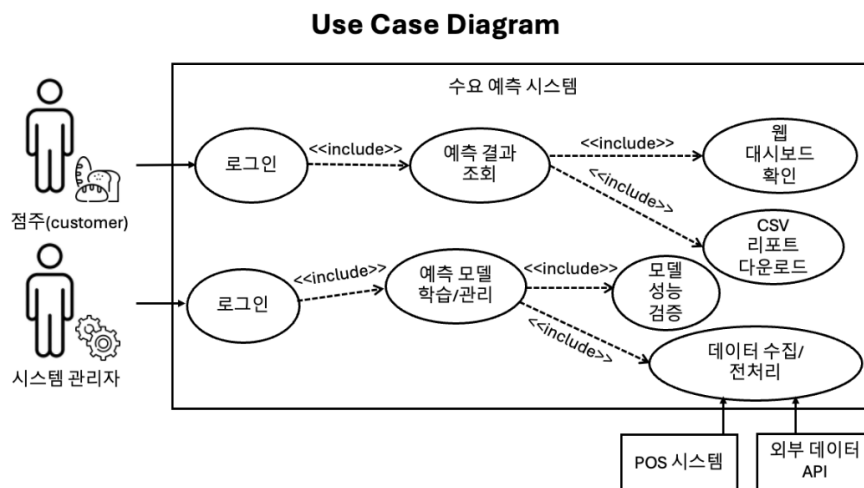 Use Case Diagram
수요 예측 시스템
점주(customer)
로그인
<<include>>
예측 결과
조회
<<include>>
웹
대시보드
확인
<<include>>
CSV
리포트
다운로드
시스템 관리자
로그인
<<include>>
예측 모델
학습/관리
<<include>>
모델
성능
검증
<<include>>
데이터 수집/
전처리
POS 시스템
외부 데이터
API